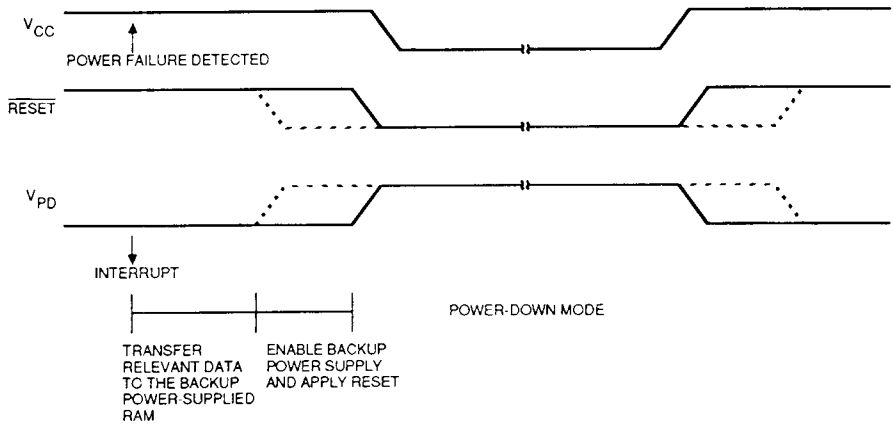 VCC
POWER FAILURE DETECTED
RESET
VPD
INTERRUPT
POWER-DOWN MODE
TRANSFER
RELEVANT DATA
TO THE BACKUP
POWER-SUPPLIED
RAM
ENABLE BACKUP
POWER SUPPLY
AND APPLY RESET